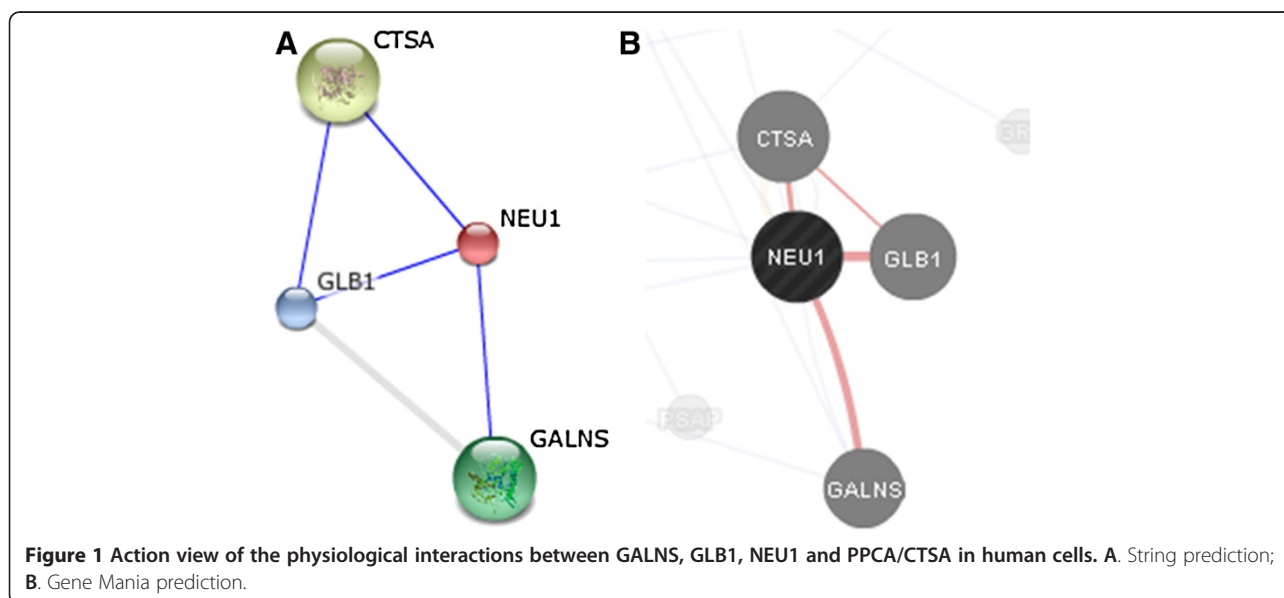 A
CTSA
NEU1
GLB1
GALNS
B
CTSA
NEU1
GLB1
GALNS
PSAP
Figure 1 Action view of the physiological interactions between GALNS, GLB1, NEU1 and PPCA/CTSA in human cells. A. String prediction;
B. Gene Mania prediction.